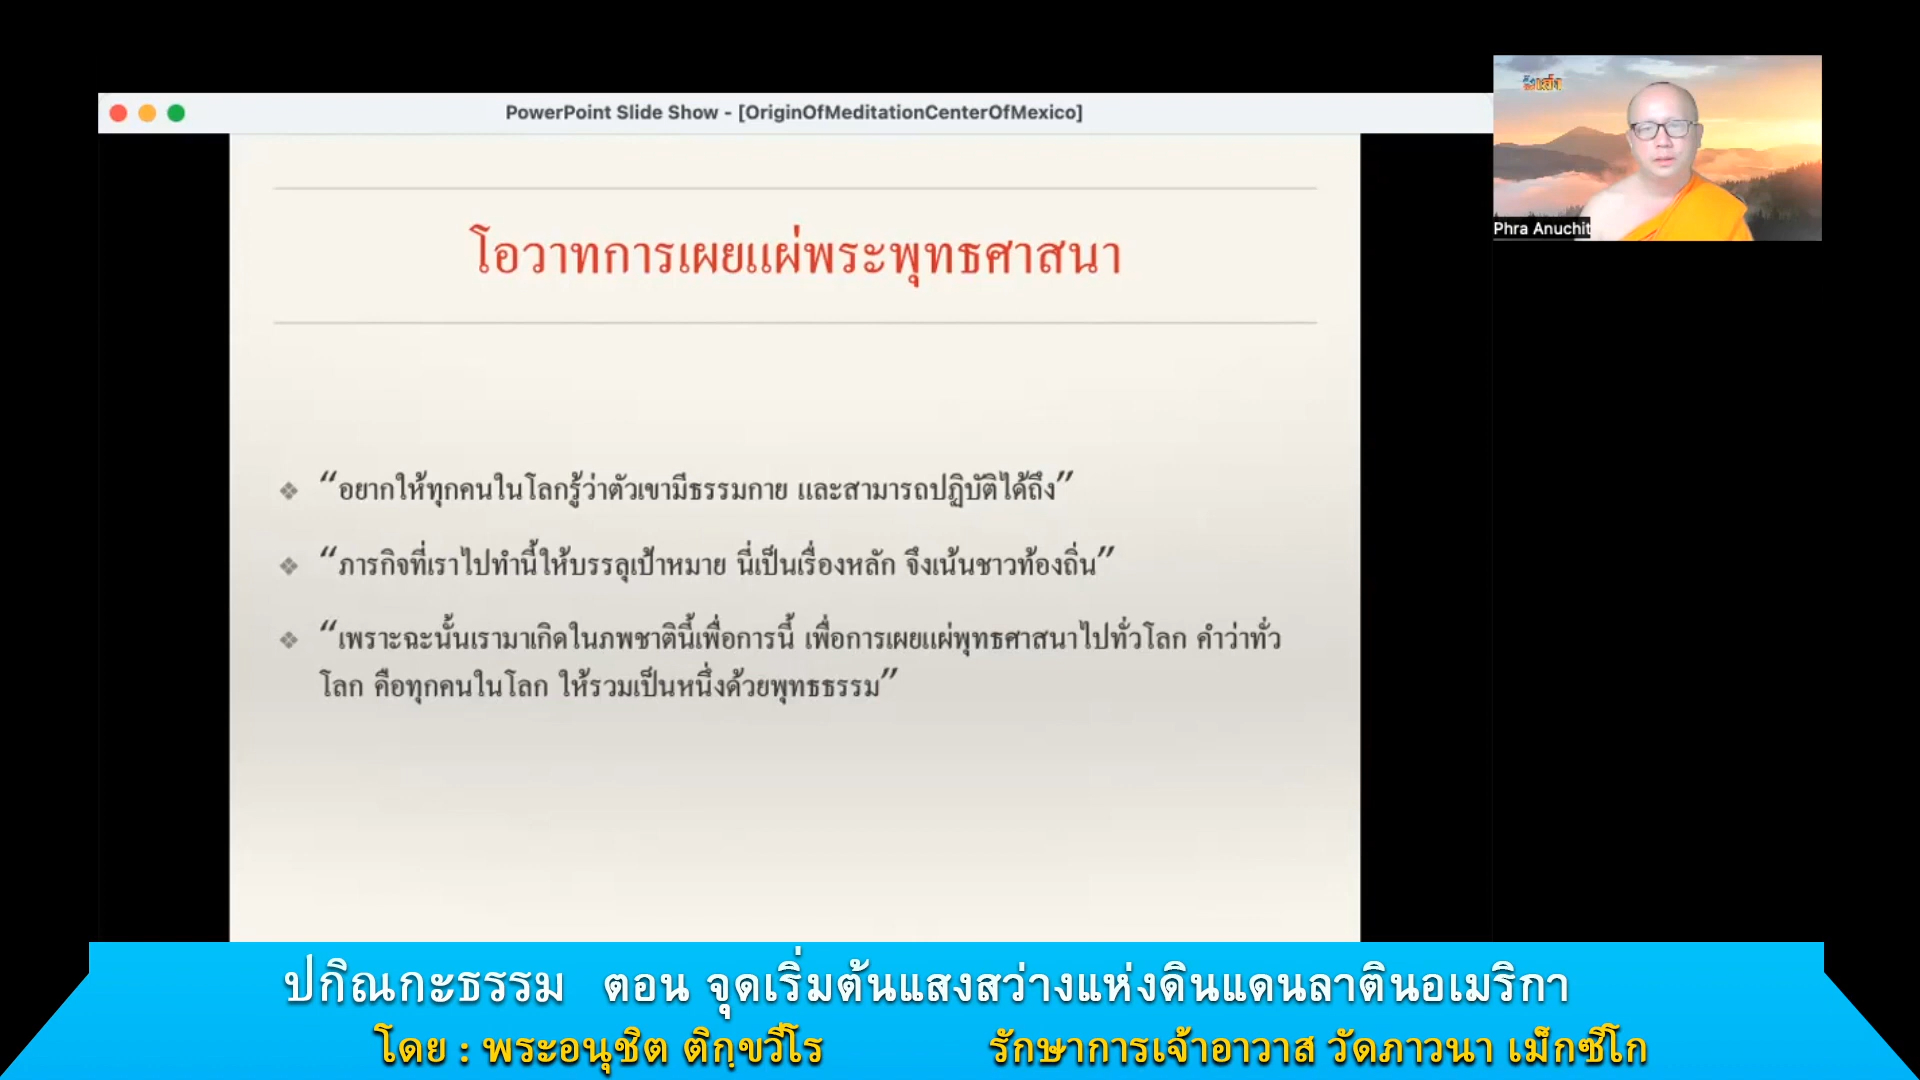 PowerPoint Slide Show - [OriginOfMeditationCenterOfMexico]
Phra Anuchit
โอวาทการเผยแผ่พระพุทธศาสนา
❖ “อยากให้ทุกคนในโลกรู้ว่าตัวเขามีธรรมกาย และสามารถปฏิบัติได้ถึง”
❖ “ภารกิจที่เราไปทำนี้ให้บรรลุเป้าหมาย นี่เป็นเรื่องหลัก จึงเน้นชาวท้องถิ่น”
❖ “เพราะฉะนั้นเรามาเกิดในภพชาตินี้เพื่อการนี้ เพื่อการเผยแผ่พุทธศาสนาไปทั่วโลก คำว่าทั่ว
โลก คือทุกคนในโลก ให้รวมเป็นหนึ่งด้วยพุทธธรรม”
ปกิณกะธรรม ตอน จุดเริ่มต้นแสงสว่างแห่งดินแดนลาตินอเมริกา
โดย : พระอนุชิต ติกฺขวีโร รักษาการเจ้าอาวาส วัดภาวนา เม็กซิโก